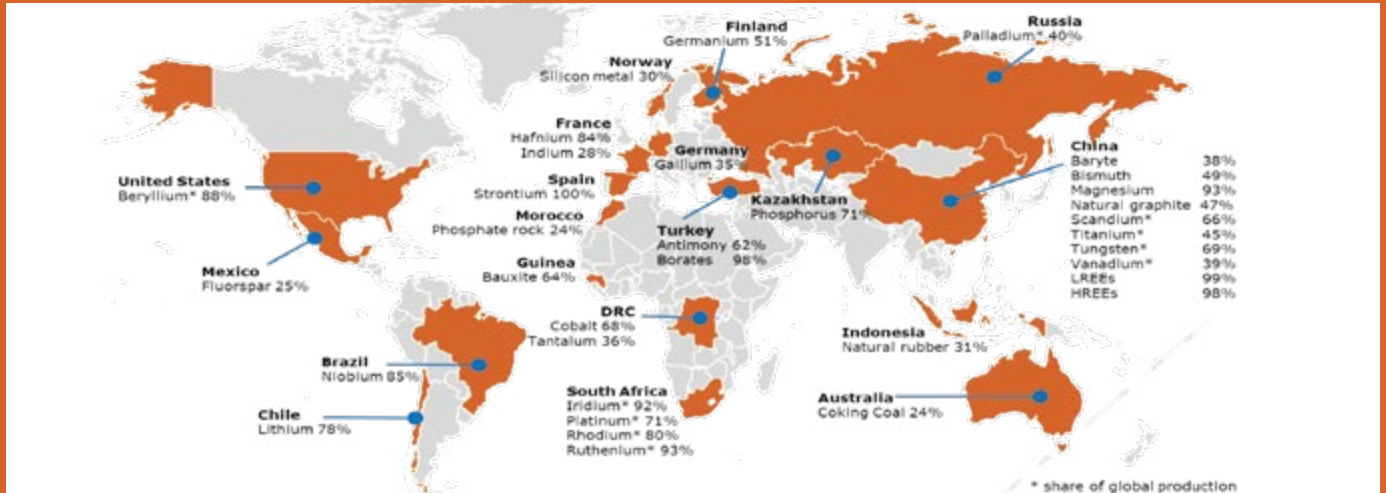 Finland
Germanium 51%
Russia
Palladium* 40%
Norway
Silicon metal 30%
France
Hafnium 84%
Indium 28%
Germany
Gallium 35%
China
Baryte 38%
Bismuth 49%
Magnesium 93%
Natural graphite 47%
Scandium* 66%
Titanium* 45%
Tungsten* 69%
Vanadium* 39%
LREEs 99%
HREEs 98%
United States
Beryllium* 88%
Spain
Strontium 100%
Kazakhstan
Phosphorus 71%
Morocco
Phosphate rock 24%
Turkey
Antimony 62%
Borates 98%
Mexico
Fluorspar 25%
Guinea
Bauxite 64%
DRC
Cobalt 68%
Tantalum 36%
Indonesia
Natural rubber 31%
Brazil
Niobium 85%
South Africa
Iridium* 92%
Platinum* 71%
Rhodium* 80%
Ruthenium* 93%
Australia
Coking Coal 24%
Chile
Lithium 78%
* share of global production